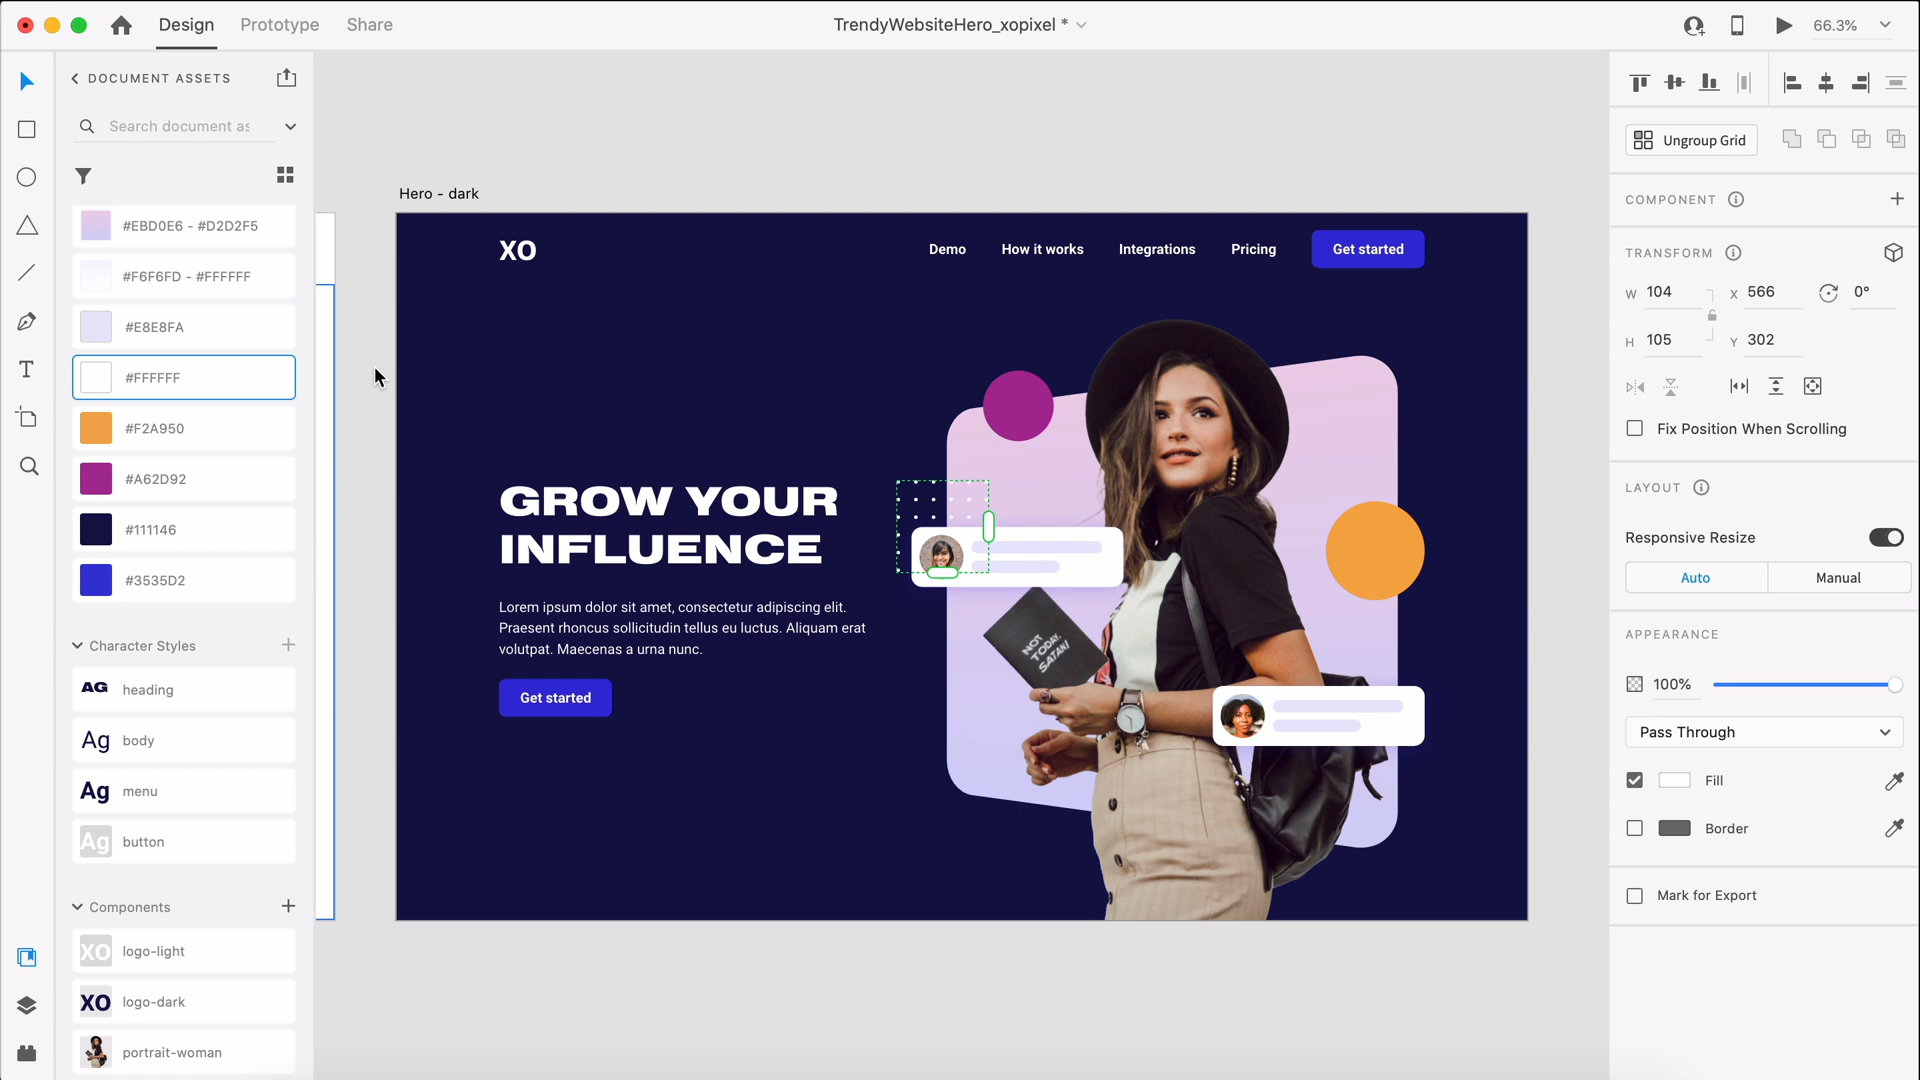 Design
Prototype
Share
TrendyWebsiteHero_xopixel *
66.3%
DOCUMENT ASSETS
Search document as
#EBD0E6 - #D2D2F5
#F6F6FD - #FFFFFF
#E8E8FA
#FFFFFF
#F2A950
#A62D92
#111146
#3535D2
Character Styles
AG heading
Ag body
Ag menu
Ag button
Components
XO logo-light
XO logo-dark
portrait-woman
Hero - dark
XO
Demo
How it works
Integrations
Pricing
Get started
GROW YOUR
INFLUENCE
Lorem ipsum dolor sit amet, consectetur adipiscing elit.
Praesent rhoncus sollicitudin tellus eu luctus. Aliquam erat
volutpat. Maecenas a urna nunc.
Get started
NOT
TODAY,
SATAN!
Ungroup Grid
COMPONENT
TRANSFORM
W 104
X 566
0°
H 105
Y 302
Fix Position When Scrolling
LAYOUT
Responsive Resize
Auto
Manual
APPEARANCE
100%
Pass Through
Fill
Border
Mark for Export